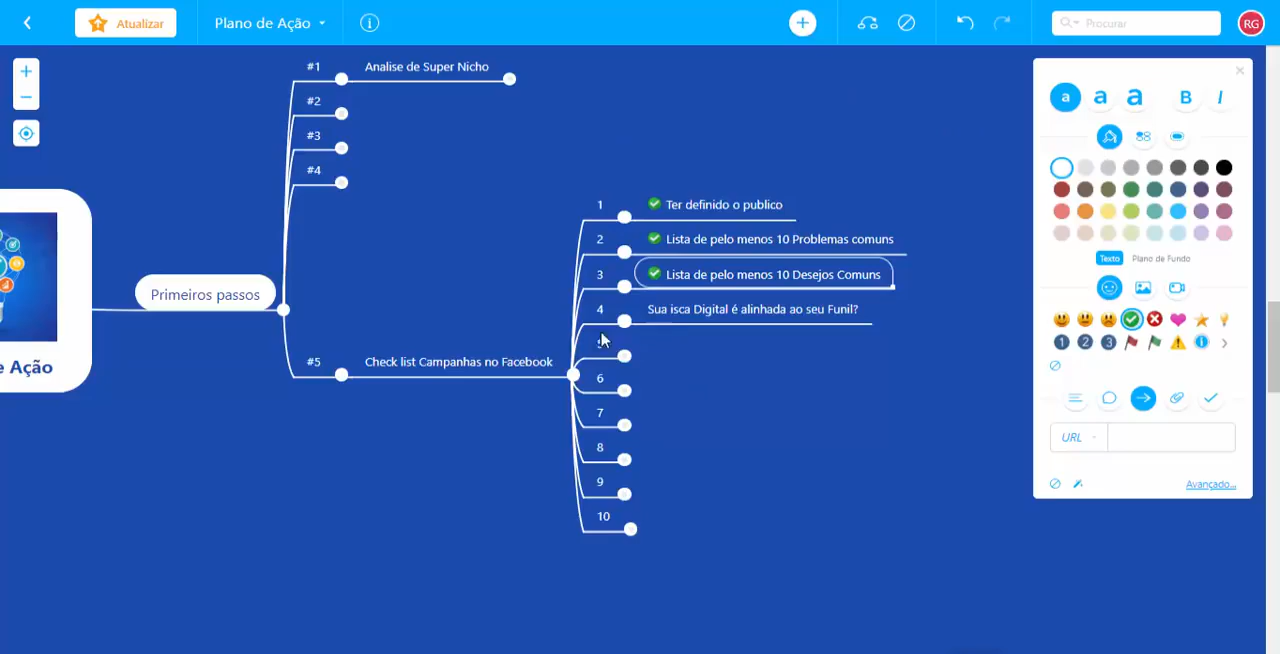 Atualizar
Plano de Ação
Procurar
RG
#1 Analise de Super Nicho
#2
#3
#4
1 Ter definido o publico
2 Lista de pelo menos 10 Problemas comuns
3 Lista de pelo menos 10 Desejos Comuns
4 Sua isca Digital é alinhada ao seu Funil?
6
7
8
9
10
Primeiros passos
#5 Check list Campanhas no Facebook
e Ação
a a a B I
Texto Plano de Fundo
1 2 3
URL
Avançado...